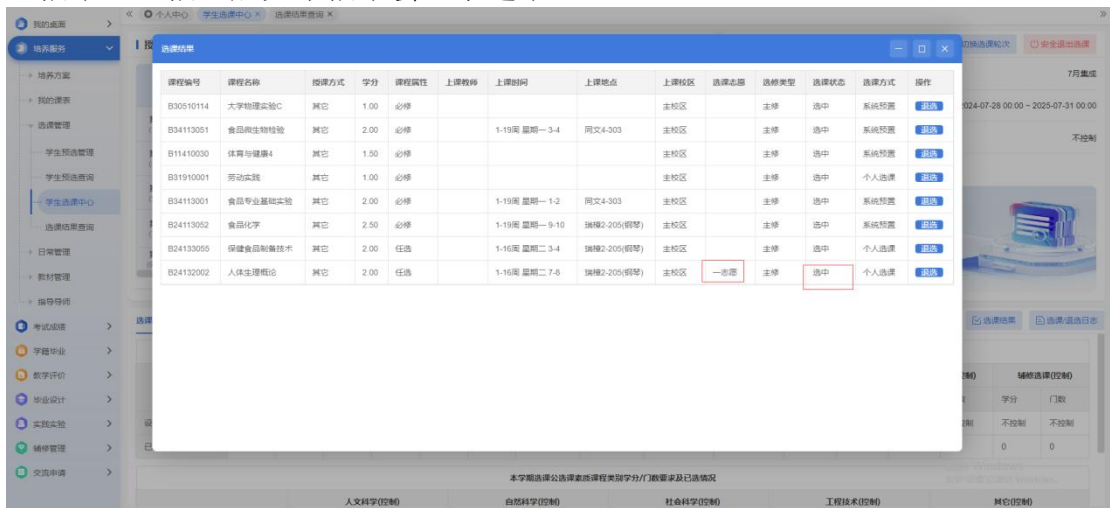 我的桌面
« 个人中心 学生选课中心 × 选课结果查询 × »
培养服务
培养方案
我的课表
选课管理
学生预选管理
学生预选查询
学生选课中心
选课结果查询
日常管理
教材管理
指导导师
考试成绩
学籍毕业
教学评价
毕业设计
实践实验
辅修管理
交流申请
切换选课轮次 安全退出选课
7月集成
2024-07-28 00:00 ~ 2025-07-31 00:00
不控制
选课结果
课程编号 课程名称 授课方式 学分 课程属性 上课教师 上课时间 上课地点 上课校区 选课志愿 选修类型 选课状态 选课方式 操作
B30510114 大学物理实验C 其它 1.00 必修 主校区 主修 选中 系统预置 退选
B34113051 食品微生物检验 其它 2.00 必修 1-19周 星期一 3-4 同文4-303 主校区 主修 选中 系统预置 退选
B11410030 体育与健康4 其它 1.50 必修 主校区 主修 选中 系统预置 退选
B31910001 劳动实践 其它 1.00 必修 主校区 主修 选中 个人选课 退选
B34113001 食品专业基础实验 其它 2.00 必修 1-19周 星期一 1-2 同文4-303 主校区 主修 选中 系统预置 退选
B24113052 食品化学 其它 2.50 必修 1-19周 星期一 9-10 瑞樟2-205(钢琴) 主校区 主修 选中 系统预置 退选
B24133055 保健食品制备技术 其它 2.00 任选 1-16周 星期二 3-4 瑞樟2-205(钢琴) 主校区 主修 选中 个人选课 退选
B24132002 人体生理概论 其它 2.00 任选 1-16周 星期二 7-8 瑞樟2-205(钢琴) 主校区 一志愿 主修 选中 个人选课 退选
选课结果 选课/退选日志
辅修选课(控制)
学分 门数
不控制 不控制
0 0
本学期选课公选课素质课程类别学分/门数要求及已选情况
人文科学(控制) 自然科学(控制) 社会科学(控制) 工程技术(控制) 其它(控制)